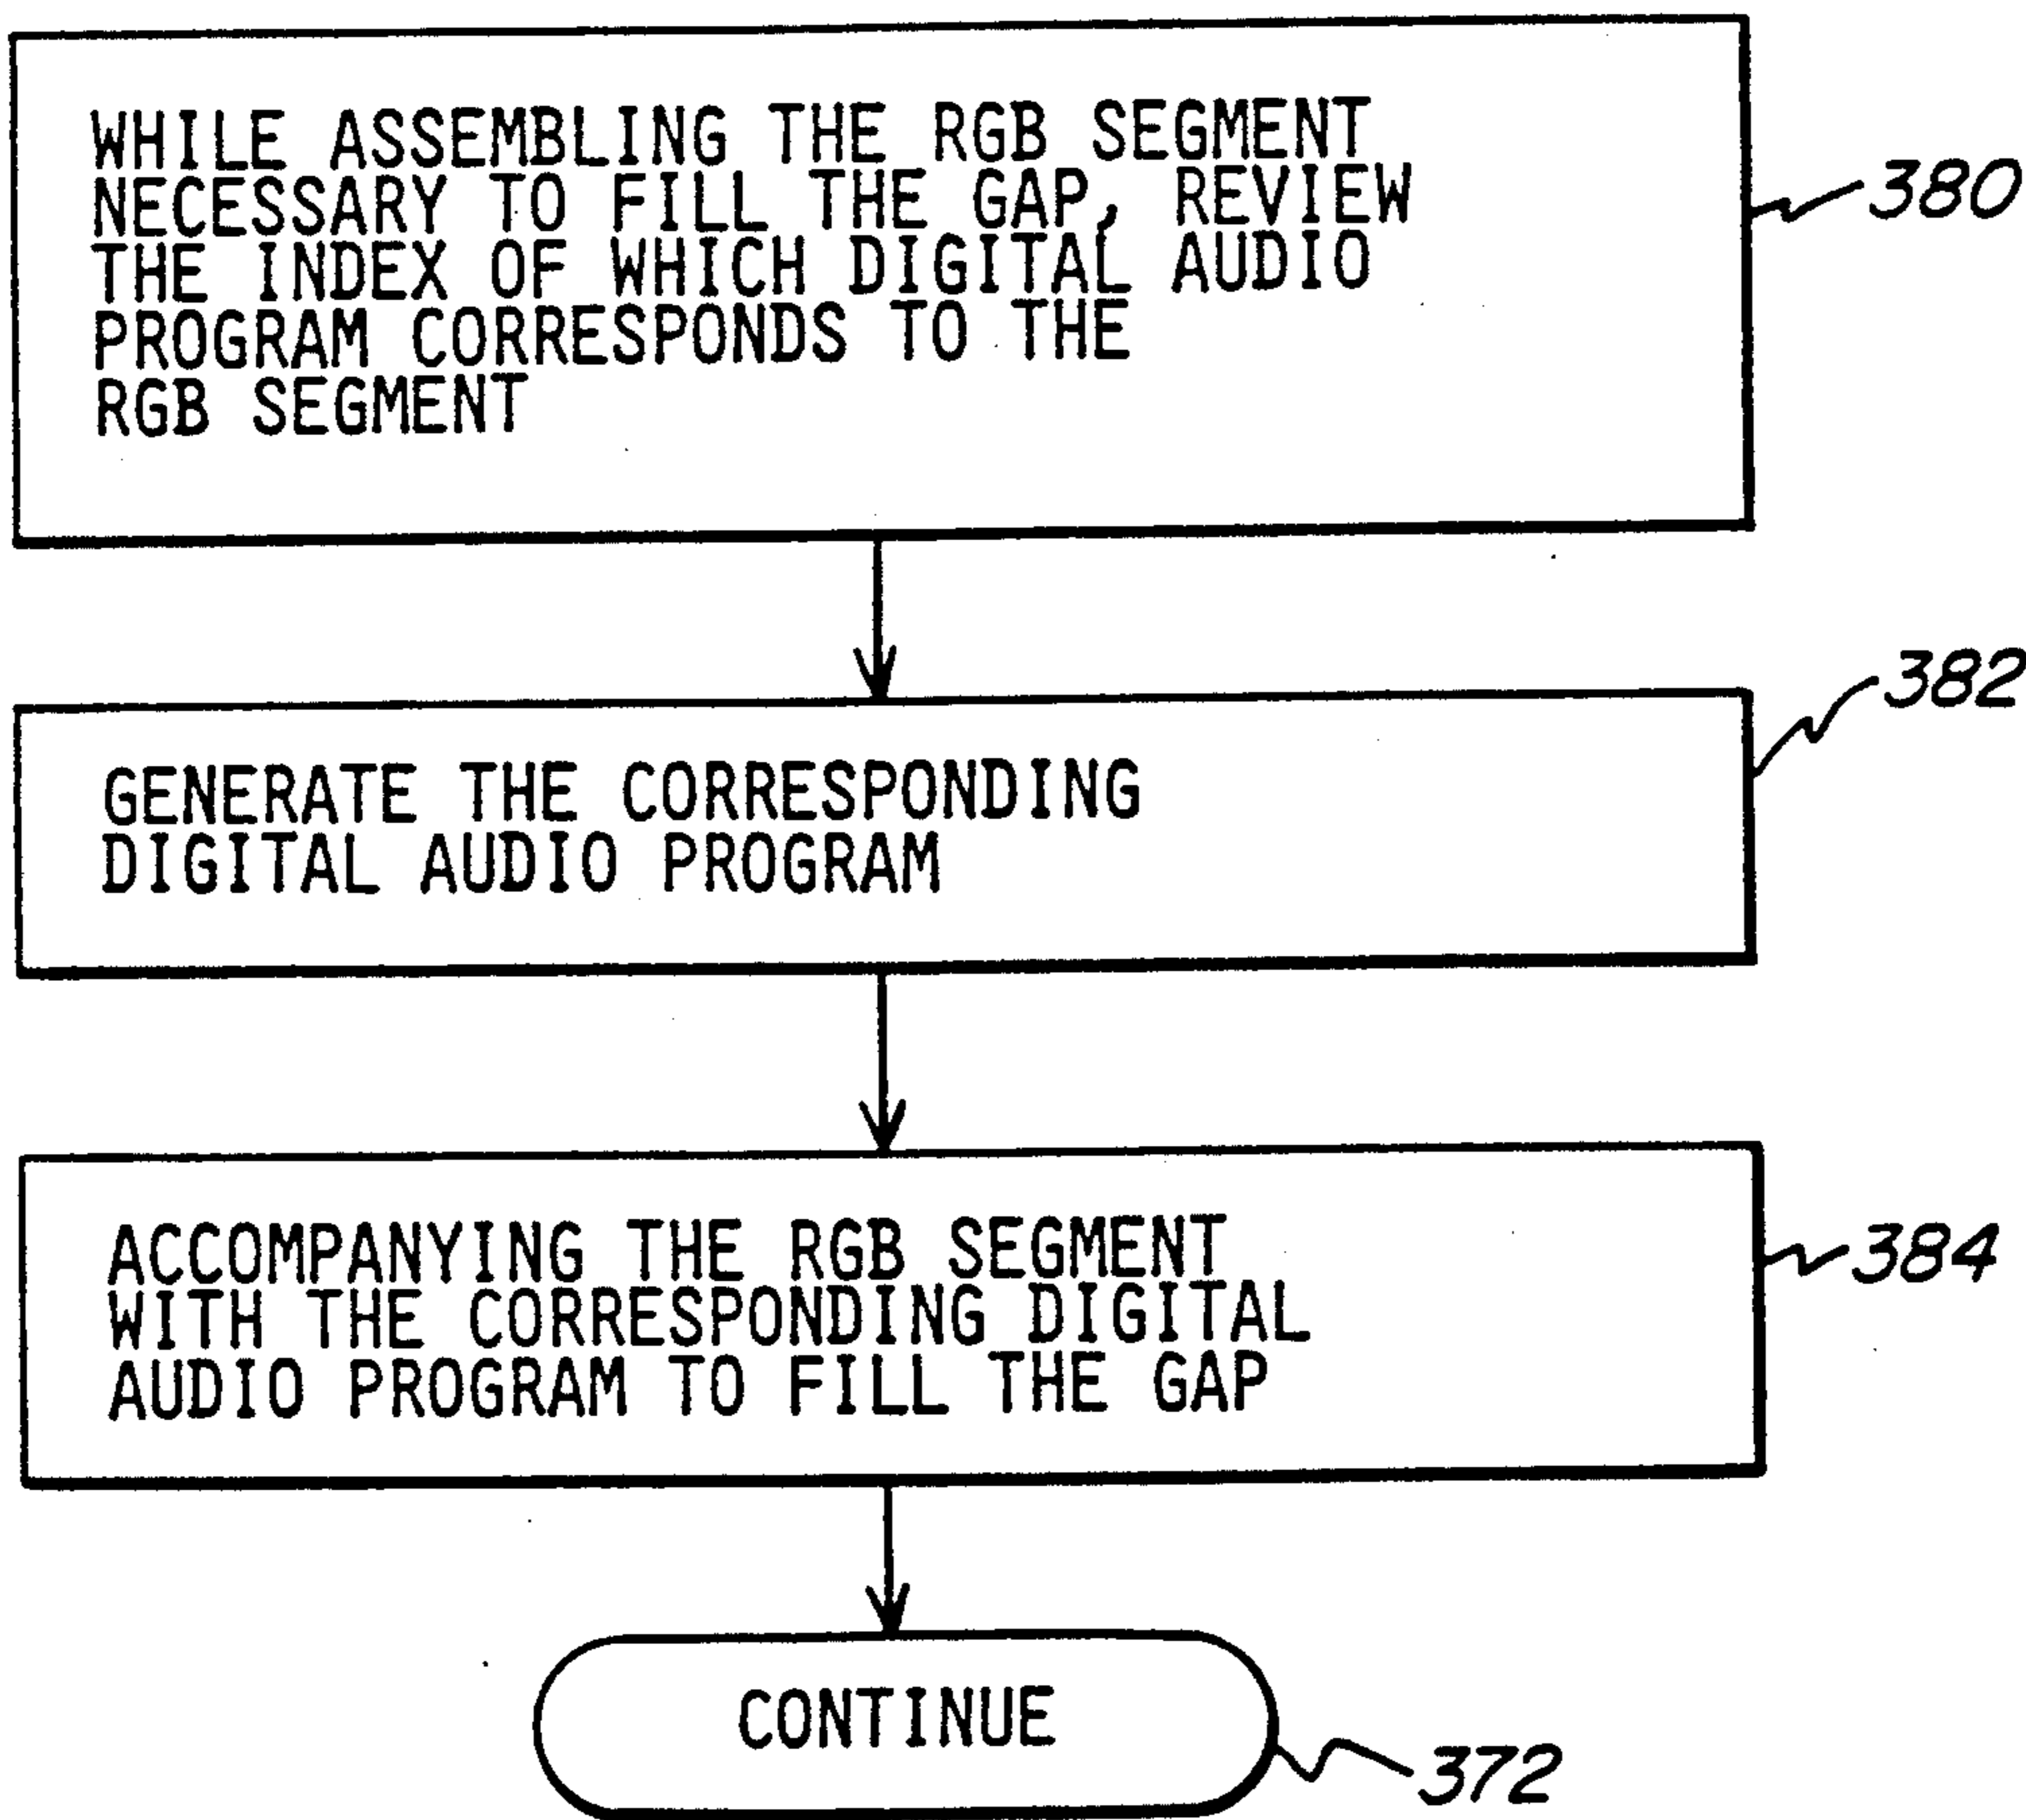 WHILE ASSEMBLING THE RGB SEGMENT
NECESSARY TO FILL THE GAP, REVIEW
THE INDEX OF WHICH DIGITAL AUDIO
PROGRAM CORRESPONDS TO THE
RGB SEGMENT
380
GENERATE THE CORRESPONDING
DIGITAL AUDIO PROGRAM
382
ACCOMPANYING THE RGB SEGMENT
WITH THE CORRESPONDING DIGITAL
AUDIO PROGRAM TO FILL THE GAP
384
CONTINUE
372